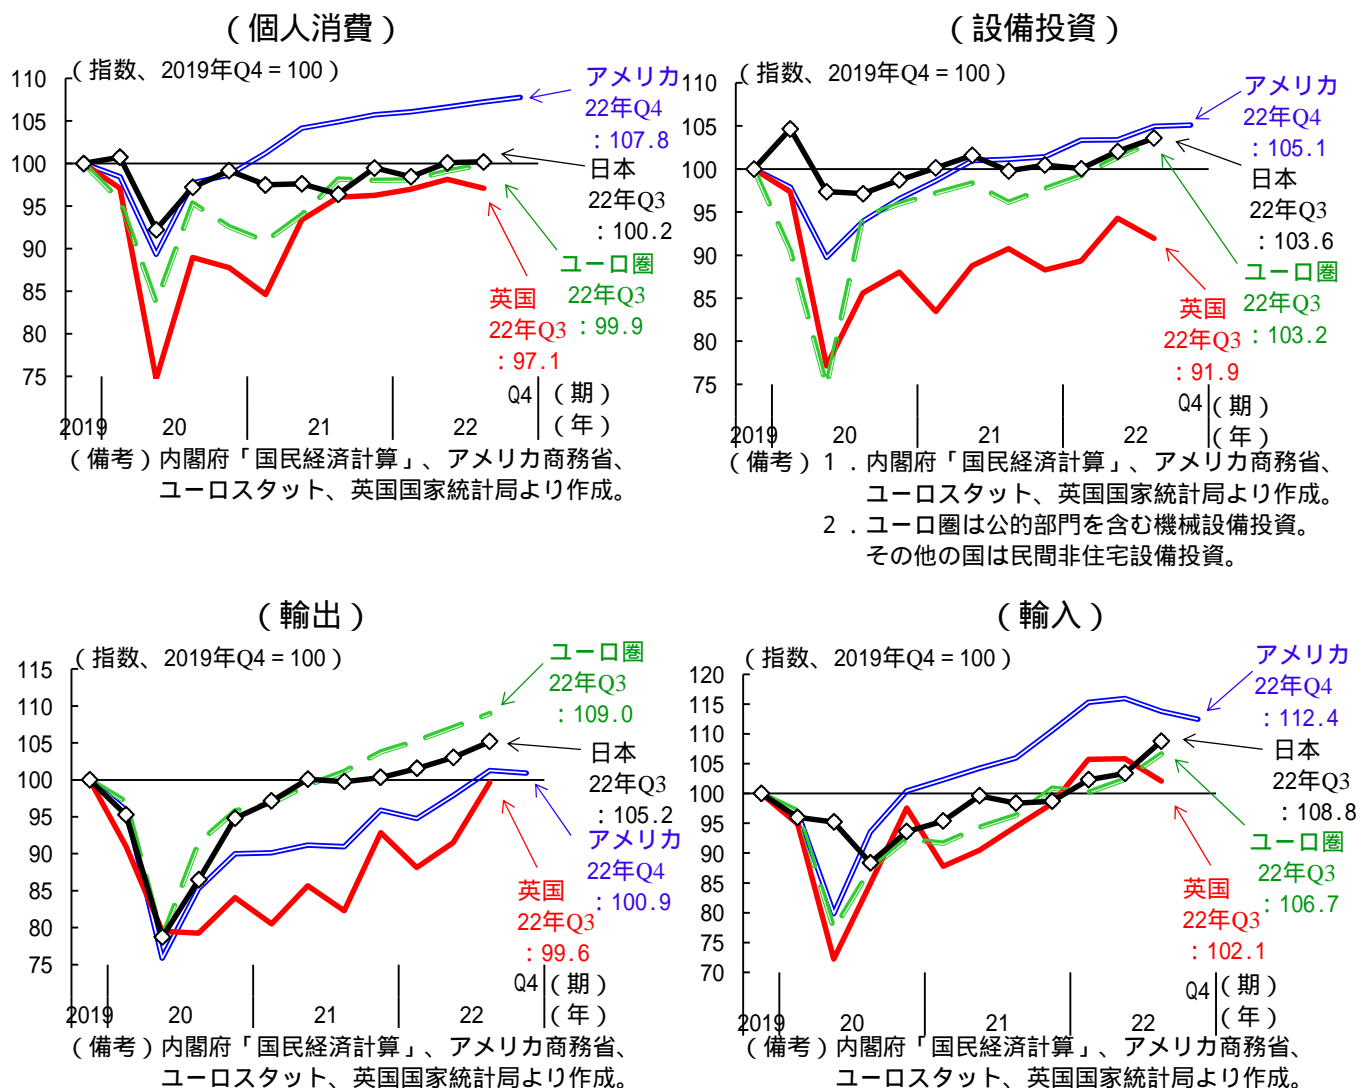 （個人消費）
（指数、2019年Q4＝100）
110
105
100
95
90
85
80
75
アメリカ
22年Q4
：107.8
日本
22年Q3
：100.2
ユーロ圏
22年Q3
：99.9
英国
22年Q3
：97.1
Q4
（期）
2019
20
21
22
（年）
（備考）内閣府「国民経済計算」、アメリカ商務省、
ユーロスタット、英国国家統計局より作成。
（設備投資）
（指数、2019年Q4＝100）
110
105
100
95
90
85
80
75
アメリカ
22年Q4
：105.1
日本
22年Q3
：103.6
ユーロ圏
22年Q3
：103.2
英国
22年Q3
：91.9
Q4
（期）
2019
20
21
22
（年）
（備考）１．内閣府「国民経済計算」、アメリカ商務省、
ユーロスタット、英国国家統計局より作成。
２．ユーロ圏は公的部門を含む機械設備投資。
その他の国は民間非住宅設備投資。
（輸出）
（指数、2019年Q4＝100）
115
110
105
100
95
90
85
80
75
ユーロ圏
22年Q3
：109.0
日本
22年Q3
：105.2
アメリカ
22年Q4
：100.9
英国
22年Q3
：99.6
Q4
（期）
2019
20
21
22
（年）
（備考）内閣府「国民経済計算」、アメリカ商務省、
ユーロスタット、英国国家統計局より作成。
（輸入）
（指数、2019年Q4＝100）
120
115
110
105
100
95
90
85
80
75
70
アメリカ
22年Q4
：112.4
日本
22年Q3
：108.8
ユーロ圏
22年Q3
：106.7
英国
22年Q3
：102.1
Q4
（期）
2019
20
21
22
（年）
（備考）内閣府「国民経済計算」、アメリカ商務省、
ユーロスタット、英国国家統計局より作成。